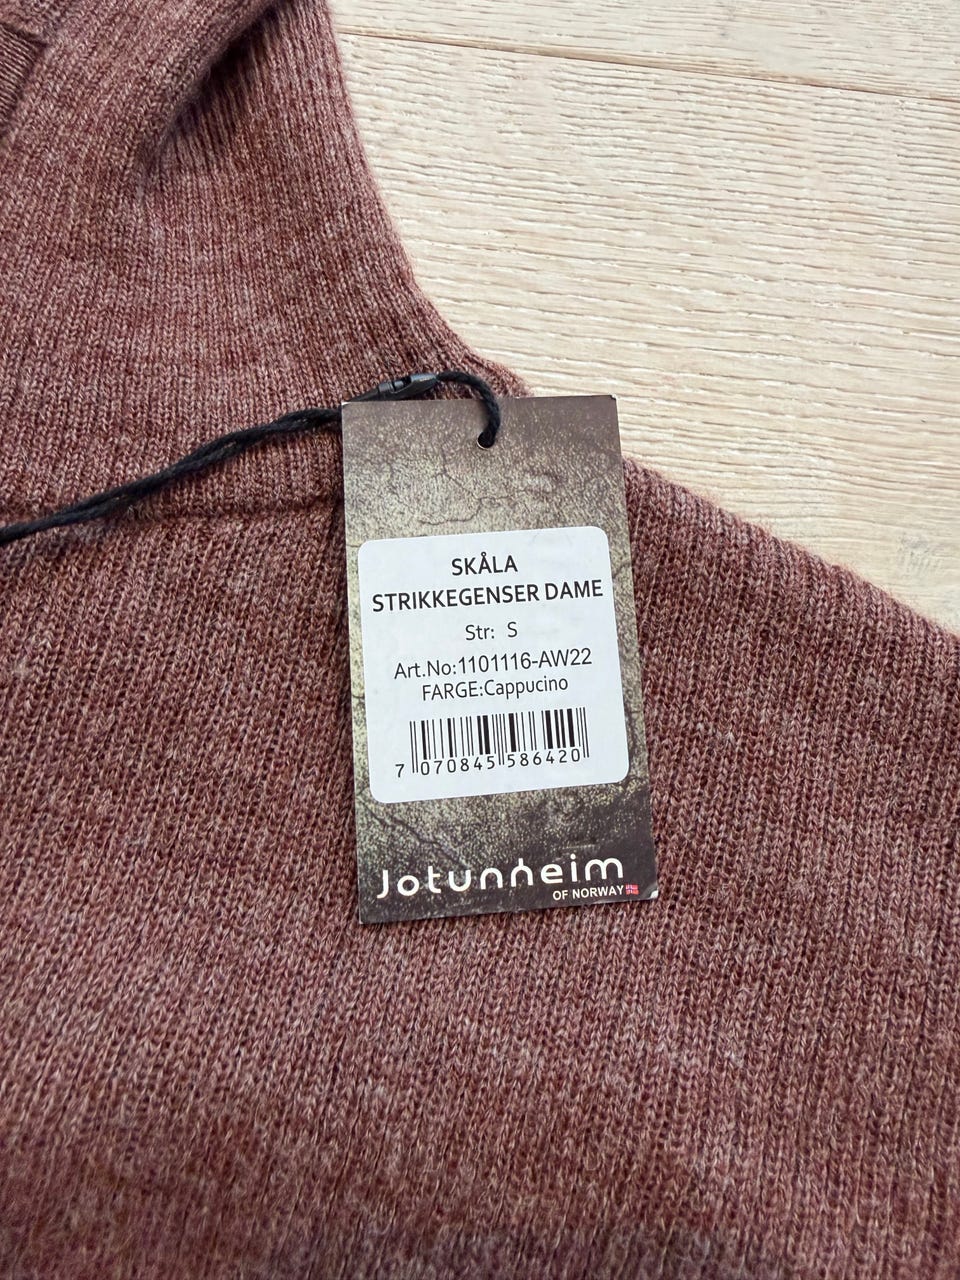 SKÅLA
STRIKKEGENSER DAME
Str: S
Art.No:1101116-AW22
FARGE:Cappucino
7 070845 586420
Jotunheim
OF NORWAY